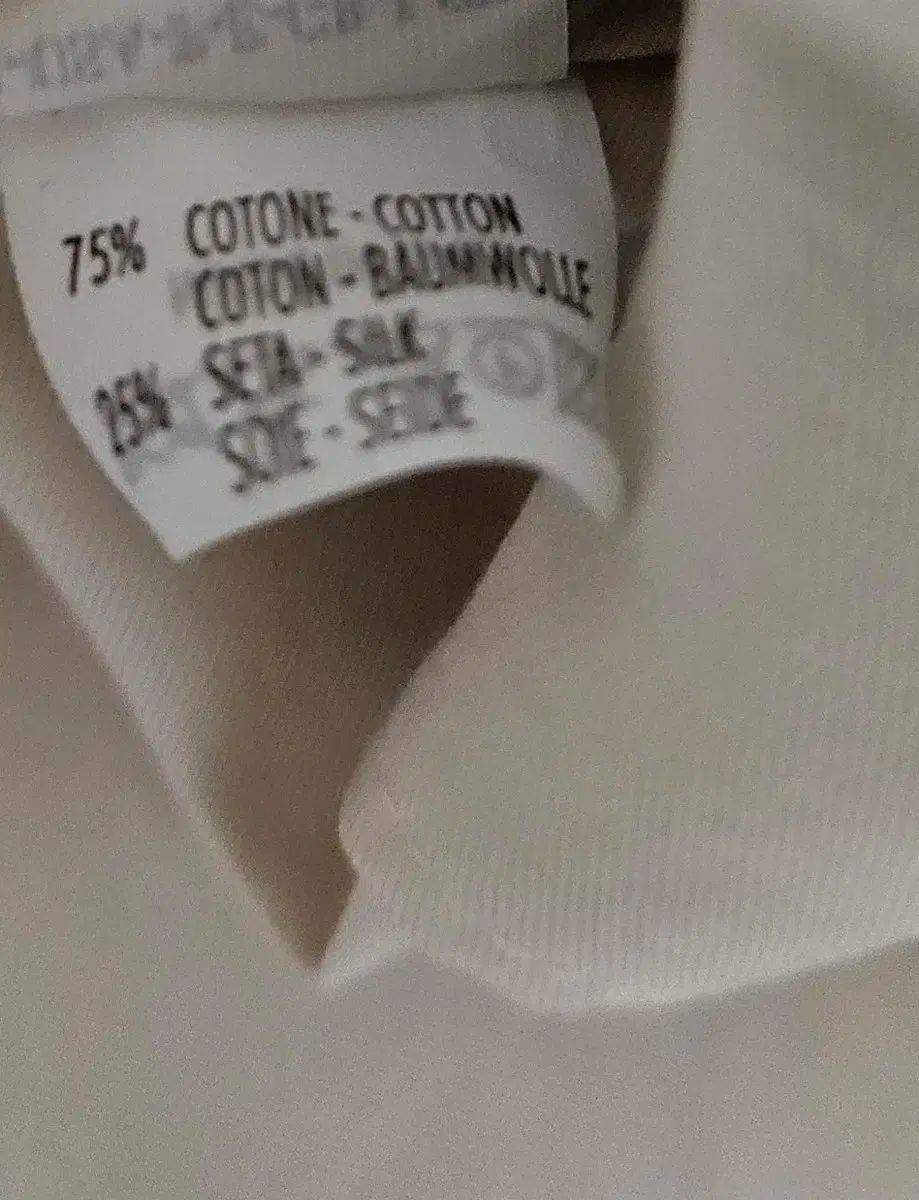 75% COTONE - COTTON
COTON - BAUMWOLLE
25% SETA - SILK
SOIE - SEIDE